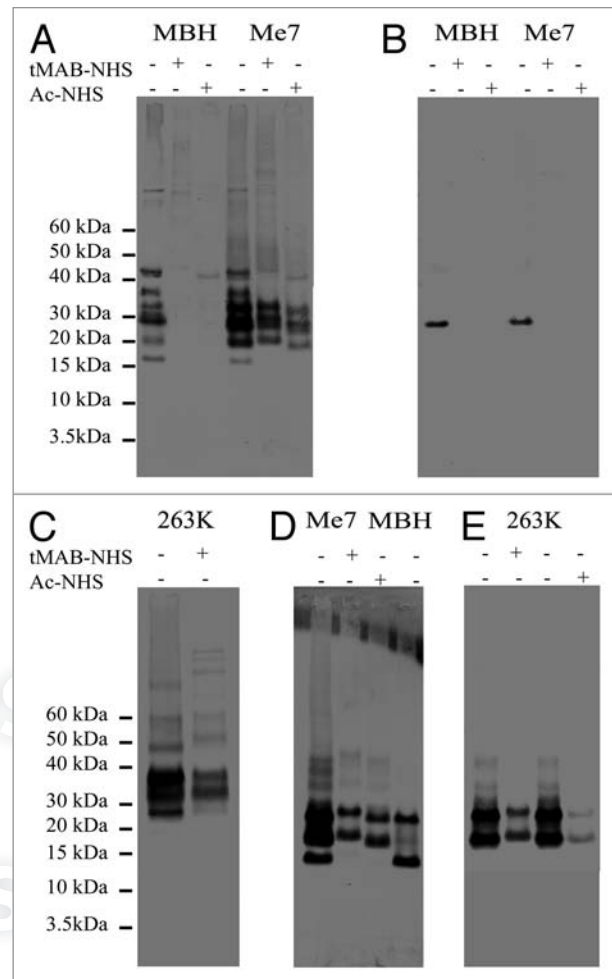 A
MBH Me7
tMAB-NHS - + - - + -
Ac-NHS - - + - - +
60 kDa
50 kDa
40 kDa
30 kDa
20 kDa
15 kDa
10 kDa
3.5kDa
B
MBH Me7
- + - - + -
- - + - - +
C
263K
tMAB-NHS - +
Ac-NHS - -
60 kDa
50 kDa
40 kDa
30 kDa
20 kDa
15 kDa
10 kDa
3.5kDa
D
Me7 MBH
- + - -
- - + -
E
263K
- + - -
- - - +